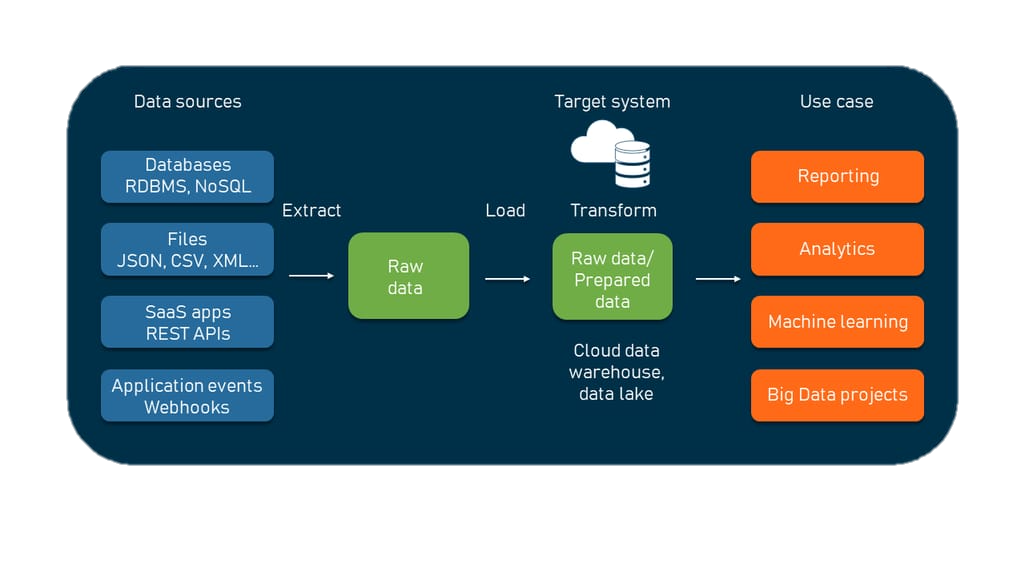 Data sources
Target system
Use case
Databases
RDBMS, NoSQL
Files
JSON, CSV, XML...
SaaS apps
REST APIs
Application events
Webhooks
Extract
Raw
data
Load
Transform
Raw data/
Prepared
data
Cloud data
warehouse,
data lake
Reporting
Analytics
Machine learning
Big Data projects